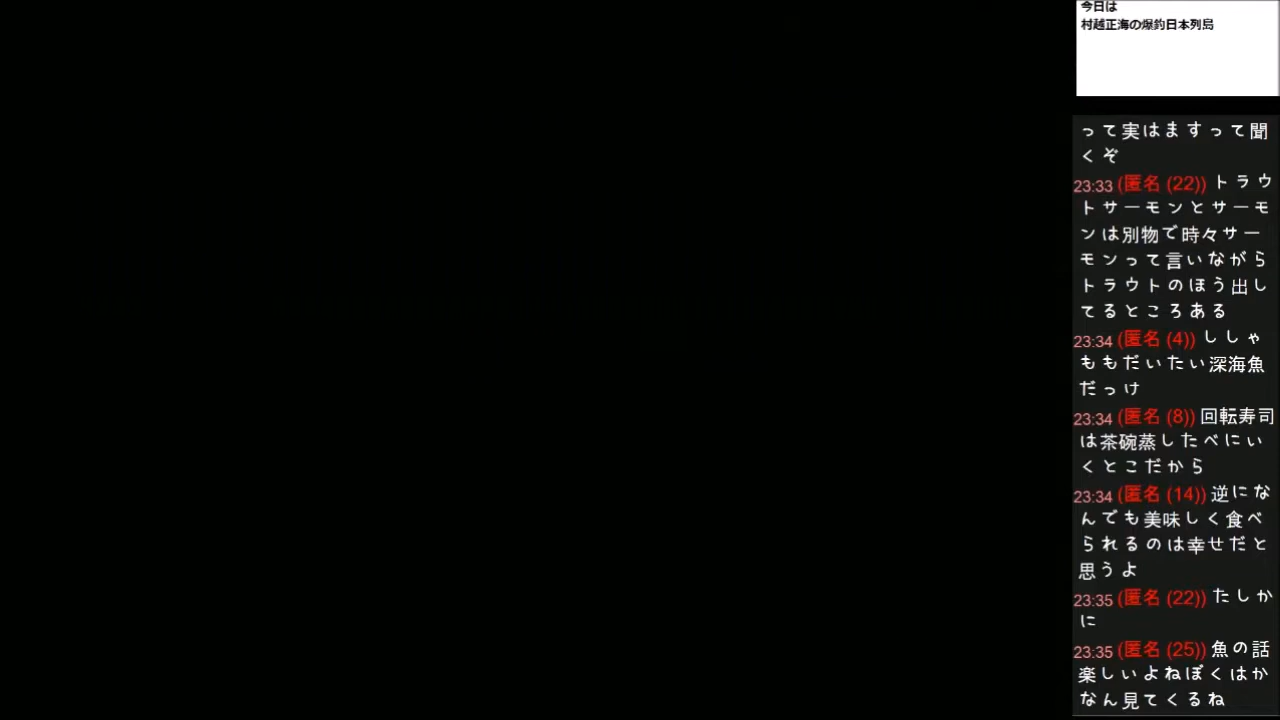 今日は
村越正海の爆釣日本列島
って実はますって聞
くぞ
23:33 (匿名 (22)) トラウ
トサーモンとサーモ
ンは別物で時々サー
モンって言いながら
トラウトのほう出し
てるところある
23:34 (匿名 (4)) ししゃ
ももだいたい深海魚
だっけ
23:34 (匿名 (8)) 回転寿司
は茶碗蒸したべにい
くとこだから
23:34 (匿名 (14)) 逆にな
んでも美味しく食べ
られるのは幸せだと
思うよ
23:35 (匿名 (22)) たしか
に
23:35 (匿名 (25)) 魚の話
楽しいよねぼくはか
なん見てくるね